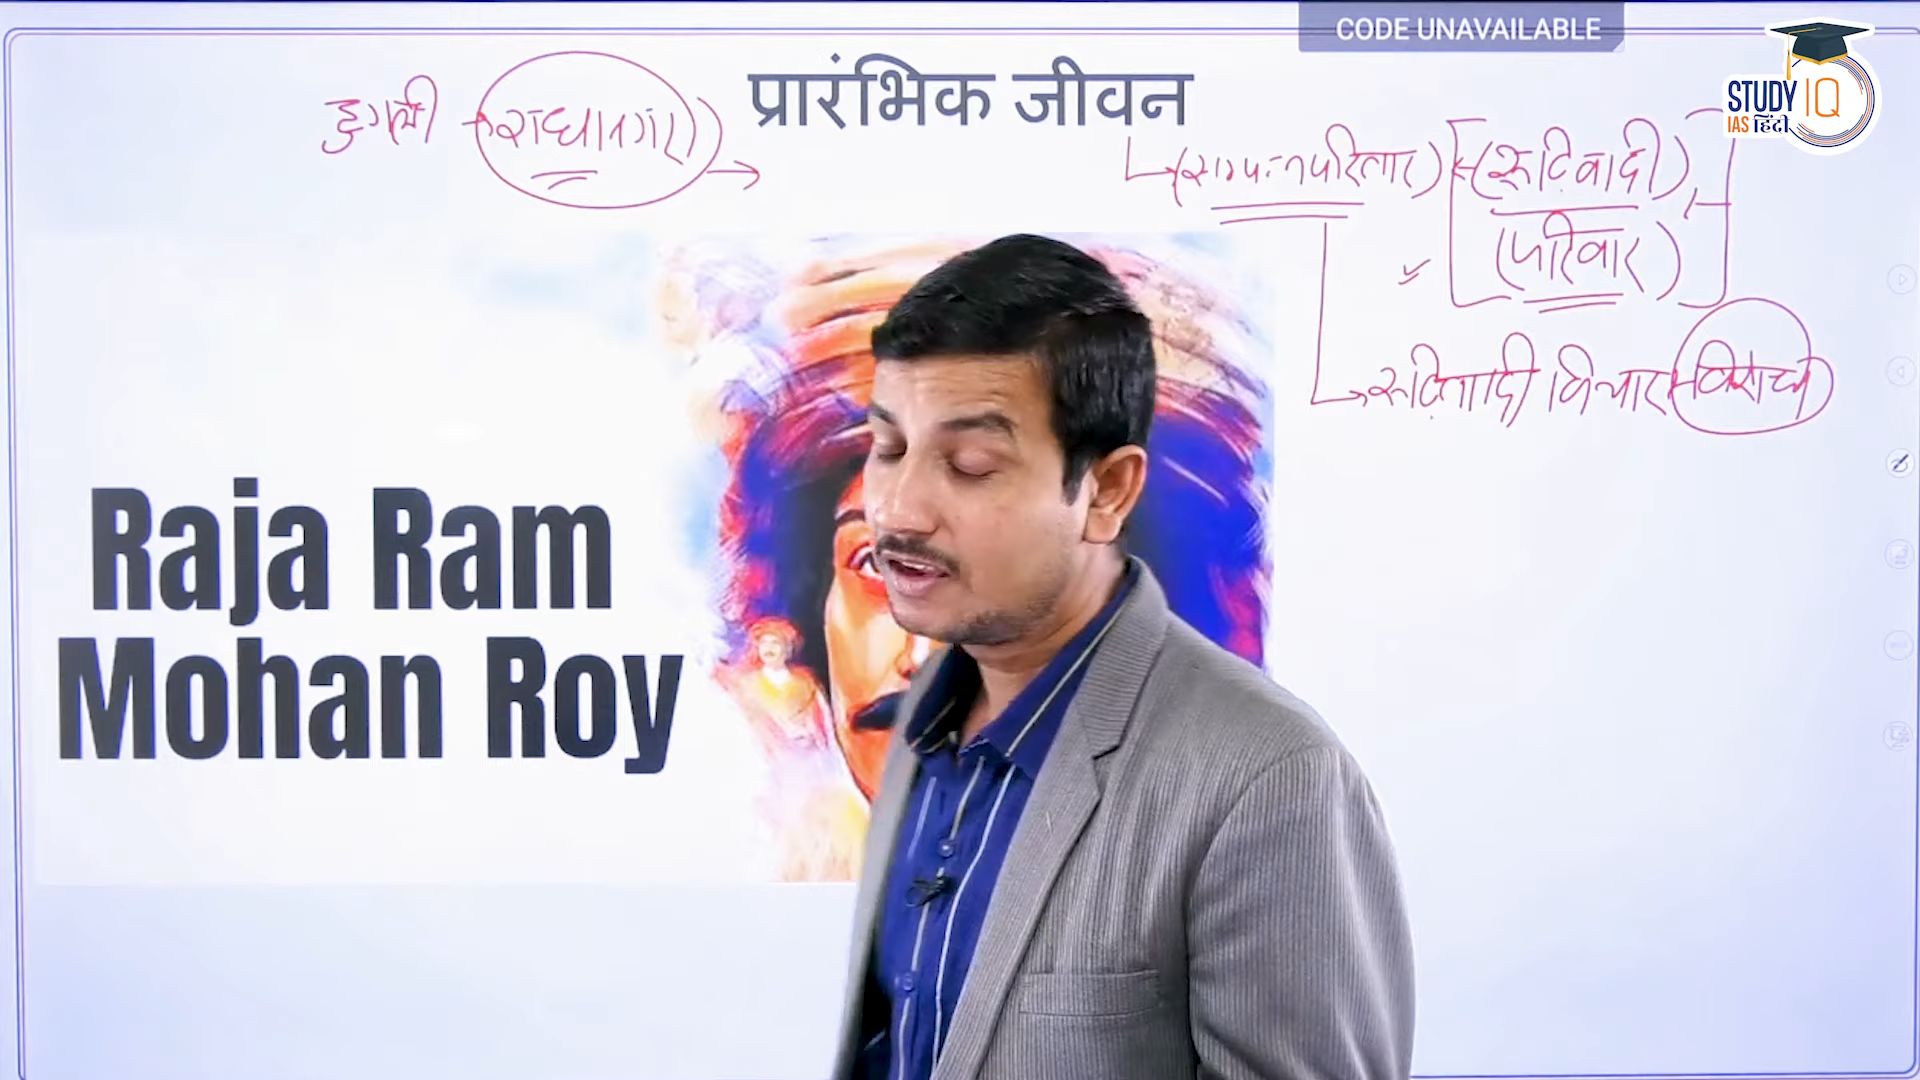 CODE UNAVAILABLE
STUDY IQ
IAS हिंदी
प्रारंभिक जीवन
हुगली राधानगर
(सम्पन्न परिवार) (रूढ़िवादी)
(परिवार)
रूढ़िवादी विचार विरोध
Raja Ram
Mohan Roy